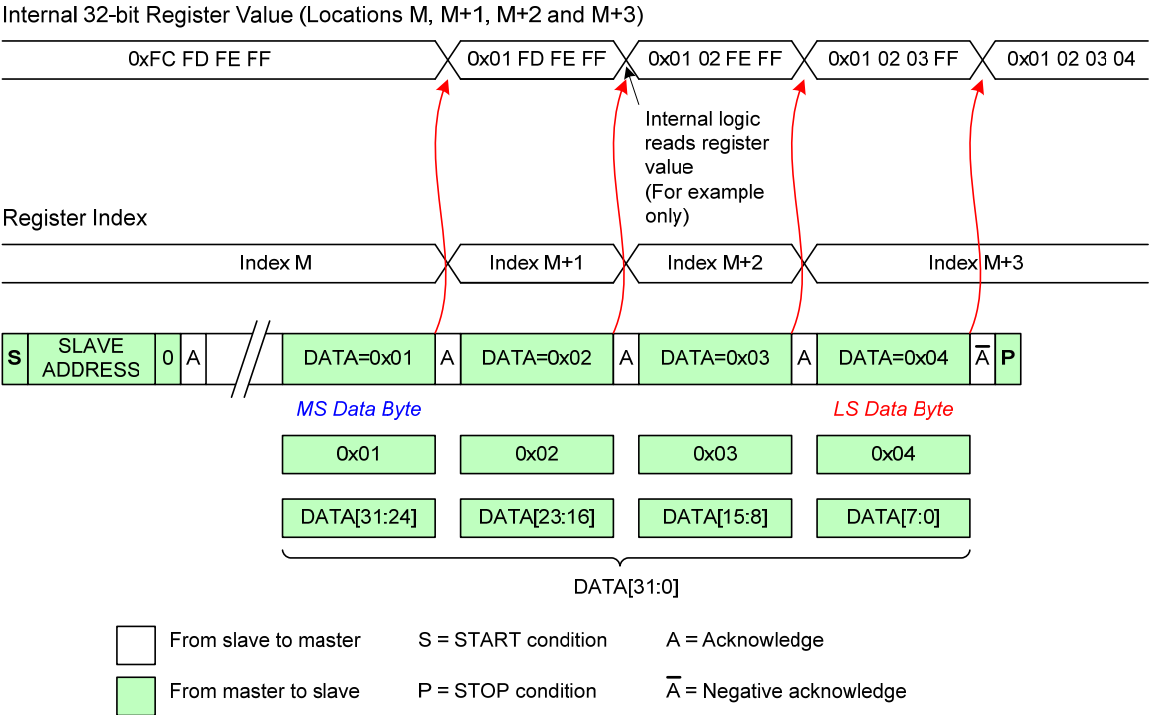 Internal 32-bit Register Value (Locations M, M+1, M+2 and M+3)
0xFC FD FE FF
0x01 FD FE FF
0x01 02 FE FF
0x01 02 03 FF
0x01 02 03 04
Internal logic
reads register
value
(For example
only)
Register Index
Index M
Index M+1
Index M+2
Index M+3
S
SLAVE
ADDRESS
0
A
DATA=0x01
A
DATA=0x02
A
DATA=0x03
A
DATA=0x04
A̅
P
MS Data Byte
LS Data Byte
0x01
0x02
0x03
0x04
DATA[31:24]
DATA[23:16]
DATA[15:8]
DATA[7:0]
DATA[31:0]
From slave to master
S = START condition
A = Acknowledge
From master to slave
P = STOP condition
A̅ = Negative acknowledge